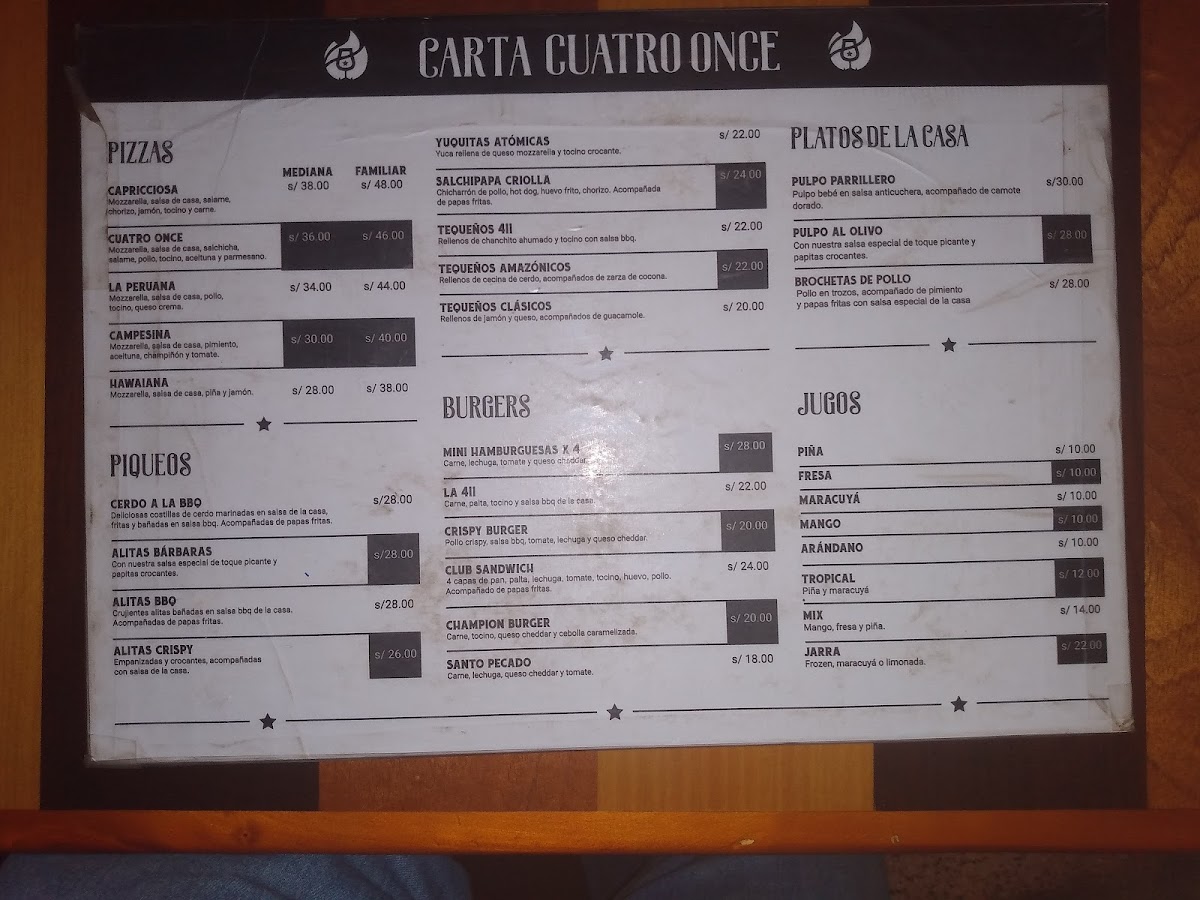 CARTA CUATRO ONCE
PIZZAS
MEDIANA FAMILIAR
CAPRICCIOSA s/ 38.00 s/ 48.00
Mozzarella, salsa de casa, salame,
chorizo, jamón, tocino y carne.
CUATRO ONCE s/ 36.00 s/ 46.00
Mozzarella, salsa de casa, salchicha,
salame, pollo, tocino, aceituna y parmesano.
LA PERUANA s/ 34.00 s/ 44.00
Mozzarella, salsa de casa, pollo,
tocino, queso crema.
CAMPESINA s/ 30.00 s/ 40.00
Mozzarella, salsa de casa, pimiento,
aceituna, champiñón y tomate.
HAWAIANA s/ 28.00 s/ 38.00
Mozzarella, salsa de casa, piña y jamón.
PIQUEOS
CERDO A LA BBQ s/28.00
Deliciosas costillas de cerdo marinadas en salsa de la casa,
fritas y bañadas en salsa bbq. Acompañadas de papas fritas.
ALITAS BÁRBARAS s/28.00
Con nuestra salsa especial de toque picante y
papitas crocantes.
ALITAS BBQ s/28.00
Crujientes alitas bañadas en salsa bbq de la casa.
Acompañadas de papas fritas.
ALITAS CRISPY s/ 26.00
Empanizadas y crocantes, acompañadas
con salsa de la casa.
YUQUITAS ATÓMICAS s/ 22.00
Yuca rellena de queso mozzarella y tocino crocante.
SALCHIPAPA CRIOLLA s/ 24.00
Chicharrón de pollo, hot dog, huevo frito, chorizo. Acompañada
de papas fritas.
TEQUEÑOS 411 s/ 22.00
Rellenos de chanchito ahumado y tocino con salsa bbq.
TEQUEÑOS AMAZÓNICOS s/ 22.00
Rellenos de cecina de cerdo, acompañados de zarza de cocona.
TEQUEÑOS CLÁSICOS s/ 20.00
Rellenos de jamón y queso, acompañados de guacamole.
BURGERS
MINI HAMBURGUESAS X 4 s/ 28.00
Carne, lechuga, tomate y queso cheddar.
LA 411 s/ 22.00
Carne, palta, tocino y salsa bbq de la casa.
CRISPY BURGER s/ 20.00
Pollo crispy, salsa bbq, tomate, lechuga y queso cheddar.
CLUB SANDWICH s/ 24.00
4 capas de pan, palta, lechuga, tomate, tocino, huevo, pollo.
Acompañado de papas fritas.
CHAMPION BURGER s/ 20.00
Carne, tocino, queso cheddar y cebolla caramelizada.
SANTO PECADO s/ 18.00
Carne, lechuga, queso cheddar y tomate.
PLATOS DE LA CASA
PULPO PARRILLERO s/30.00
Pulpo bebé en salsa anticuchera, acompañado de camote
dorado.
PULPO AL OLIVO s/ 28.00
Con nuestra salsa especial de toque picante y
papitas crocantes.
BROCHETAS DE POLLO s/ 28.00
Pollo en trozos, acompañado de pimiento
y papas fritas con salsa especial de la casa
JUGOS
PIÑA s/ 10.00
FRESA s/ 10.00
MARACUYÁ s/ 10.00
MANGO s/ 10.00
ARÁNDANO s/ 10.00
TROPICAL s/ 12.00
Piña y maracuyá
MIX s/ 14.00
Mango, fresa y piña.
JARRA s/ 22.00
Frozen, maracuyá o limonada.